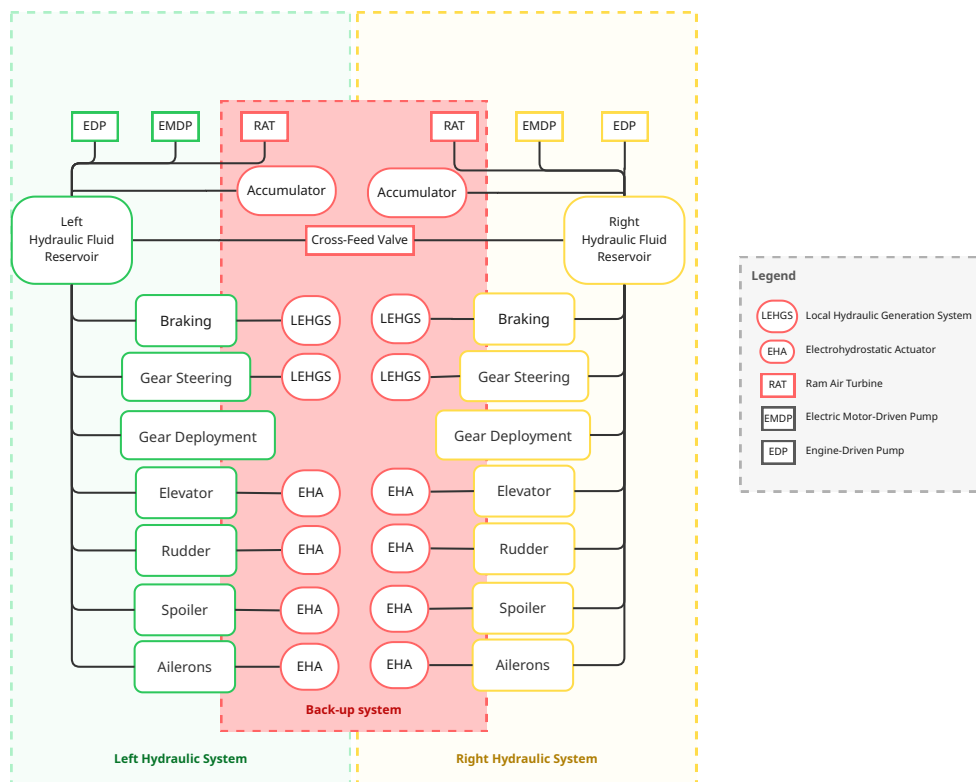 EDP
EMDP
RAT
RAT
EMDP
EDP
Accumulator
Accumulator
Left
Hydraulic Fluid
Reservoir
Cross-Feed Valve
Right
Hydraulic Fluid
Reservoir
Braking
LEHGS
LEHGS
Braking
Gear Steering
LEHGS
LEHGS
Gear Steering
Gear Deployment
Gear Deployment
Elevator
EHA
EHA
Elevator
Rudder
EHA
EHA
Rudder
Spoiler
EHA
EHA
Spoiler
Ailerons
EHA
EHA
Ailerons
Back-up system
Left Hydraulic System
Right Hydraulic System
Legend
LEHGS
Local Hydraulic Generation System
EHA
Electrohydrostatic Actuator
RAT
Ram Air Turbine
EMDP
Electric Motor-Driven Pump
EDP
Engine-Driven Pump